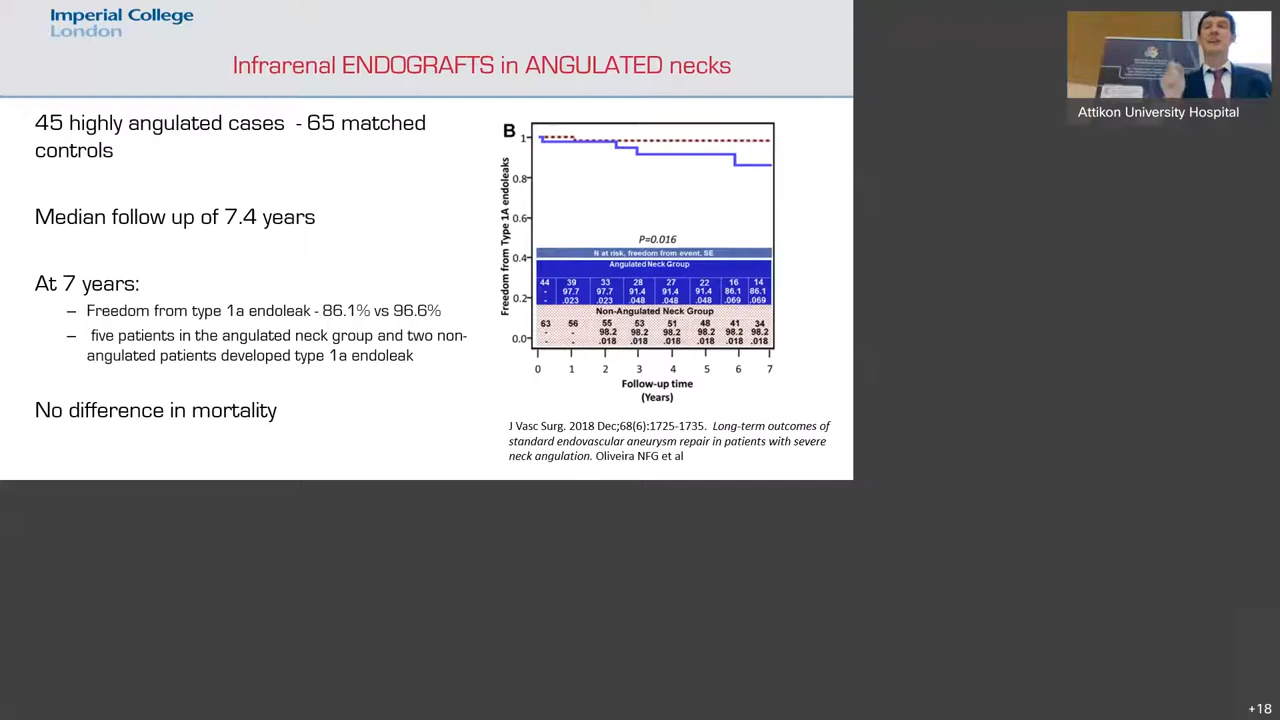 Imperial College
London
Infrarenal ENDOGRAFTS in ANGULATED necks
45 highly angulated cases - 65 matched
controls
Median follow up of 7.4 years
At 7 years:
– Freedom from type 1a endoleak - 86.1% vs 96.6%
– five patients in the angulated neck group and two non-
angulated patients developed type 1a endoleak
No difference in mortality
B
Freedom from Type 1A endoleaks
1
0.8
0.6
0.4
0.2
0.0
P=0.016
N at risk, freedom from event, SE
Angulated Neck Group
44 39 33 28 27 22 16 14
- 97.7 97.7 91.4 91.4 91.4 86.1 86.1
- .023 .023 .048 .048 .048 .069 .069
Non-Angulated Neck Group
63 56 55 53 51 48 41 34
- - 98.2 98.2 98.2 98.2 98.2 98.2
- - .018 .018 .018 .018 .018 .018
0 1 2 3 4 5 6 7
Follow-up time
(Years)
J Vasc Surg. 2018 Dec;68(6):1725-1735. Long-term outcomes of
standard endovascular aneurysm repair in patients with severe
neck angulation. Oliveira NFG et al
Attikon University Hospital
+18